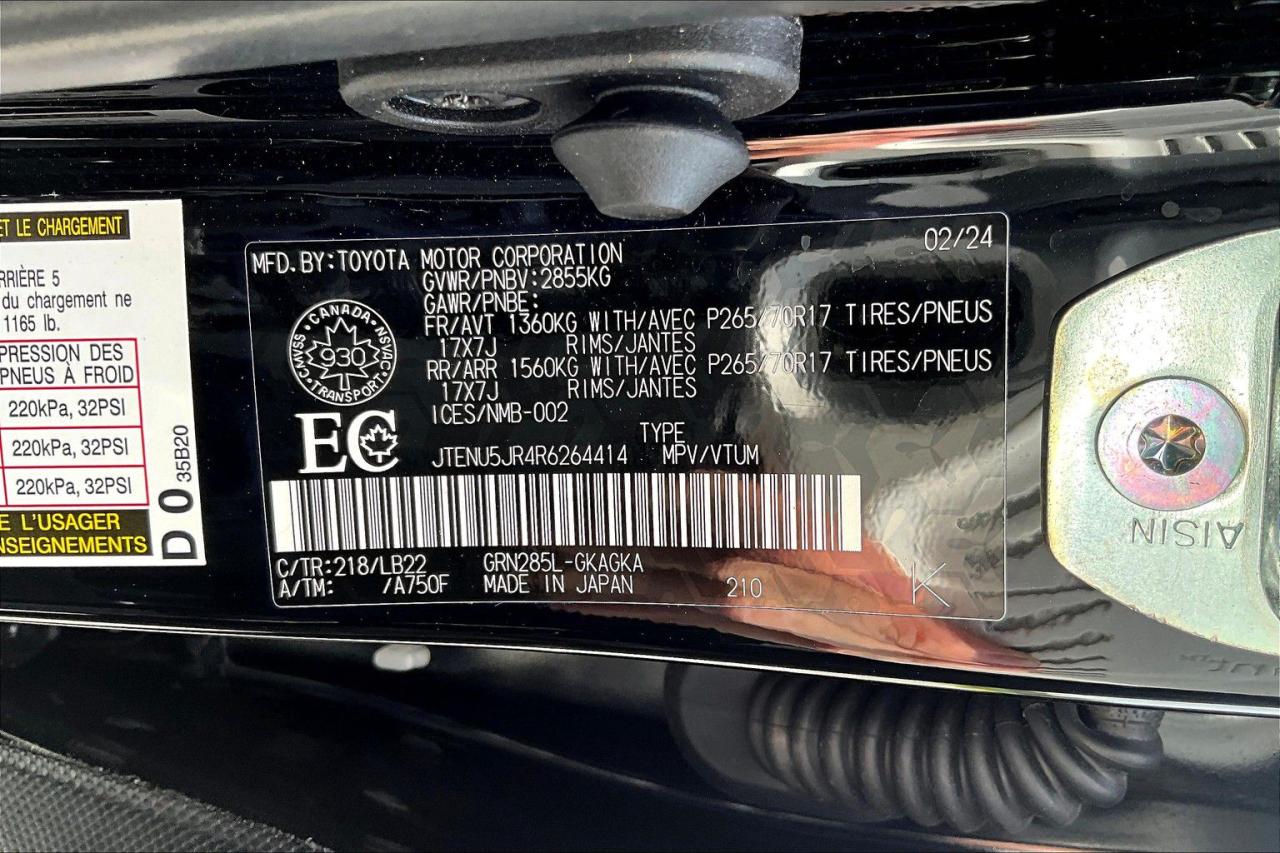 ET LE CHARGEMENT
RRIÈRE 5
du chargement ne
1165 lb.
PRESSION DES
PNEUS À FROID
220kPa, 32PSI
220kPa, 32PSI
220kPa, 32PSI
E L'USAGER
NSEIGNEMENTS
D 0 35B20
02/24
MFD.BY:TOYOTA MOTOR CORPORATION
GVWR/PNBV:2855KG
GAWR/PNBE:
FR/AVT 1360KG WITH/AVEC P265/70R17 TIRES/PNEUS
17X7J RIMS/JANTES
RR/ARR 1560KG WITH/AVEC P265/70R17 TIRES/PNEUS
17X7J RIMS/JANTES
ICES/NMB-002
CANADA
CMVSS
NSVAC
930
TRANSPORT
EC
TYPE
JTENU5JR4R6264414 MPV/VTUM
C/TR:218/LB22 GRN285L-GKAGKA
A/TM: /A750F MADE IN JAPAN 210 K
AISIN